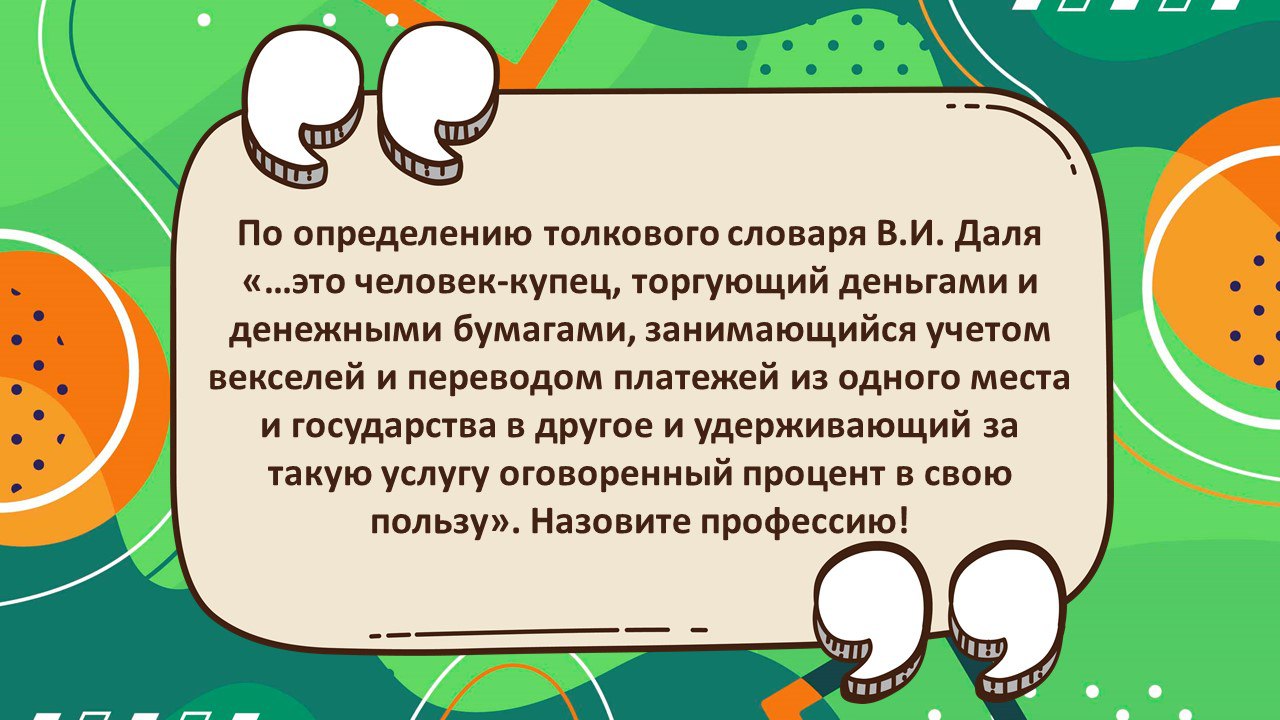 По определению толкового словаря В.И. Даля
«…это человек-купец, торгующий деньгами и
денежными бумагами, занимающийся учетом
векселей и переводом платежей из одного места
и государства в другое и удерживающий за
такую услугу оговоренный процент в свою
пользу». Назовите профессию!